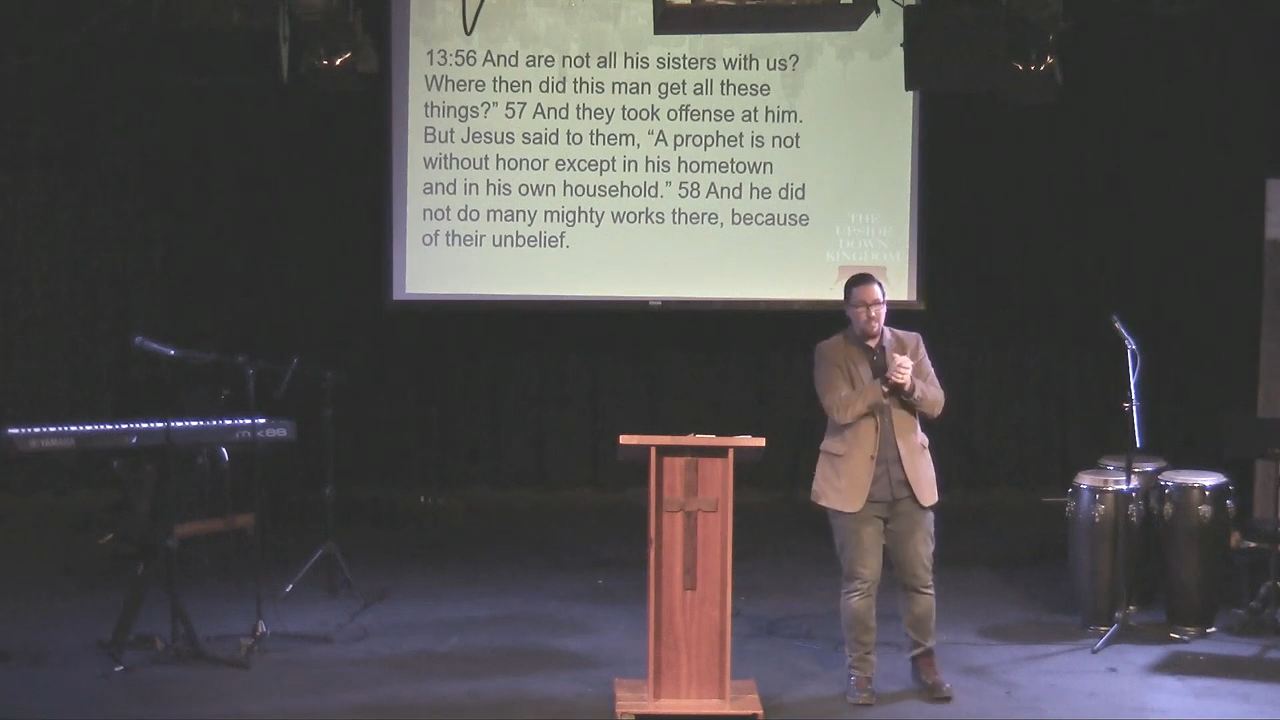 13:56 And are not all his sisters with us?
Where then did this man get all these
things?” 57 And they took offense at him.
But Jesus said to them, “A prophet is not
without honor except in his hometown
and in his own household.” 58 And he did
not do many mighty works there, because
of their unbelief.
THE
UPSIDE
DOWN
KINGDOM
YAMAHA